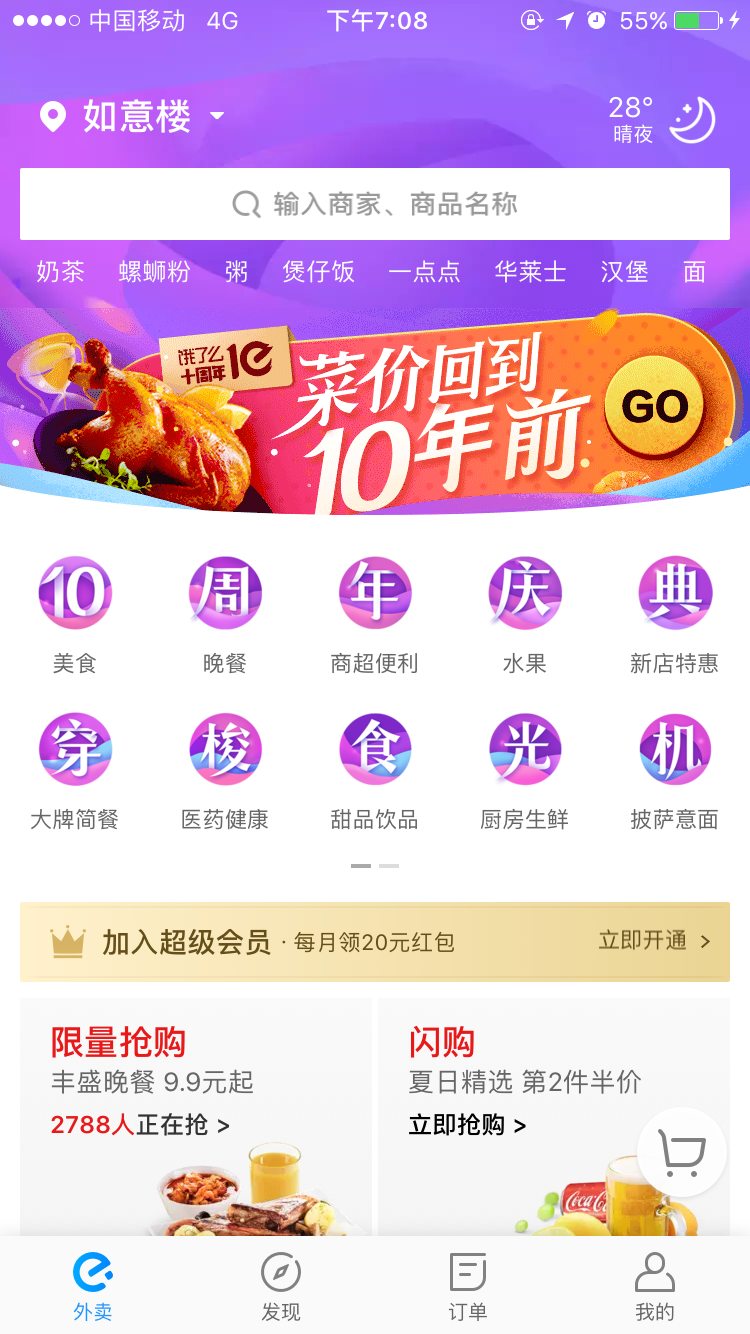 中国移动 4G 下午7:08 55%
如意楼 28°
晴夜
输入商家、商品名称
奶茶 螺蛳粉 粥 煲仔饭 一点点 华莱士 汉堡 面
饿了么
十周年 10
菜价回到
10年前
GO
10 周 年 庆 典
美食 晚餐 商超便利 水果 新店特惠
穿 梭 食 光 机
大牌简餐 医药健康 甜品饮品 厨房生鲜 披萨意面
加入超级会员 · 每月领20元红包 立即开通 >
限量抢购 闪购
丰盛晚餐 9.9元起 夏日精选 第2件半价
2788人正在抢 > 立即抢购 >
外卖 发现 订单 我的